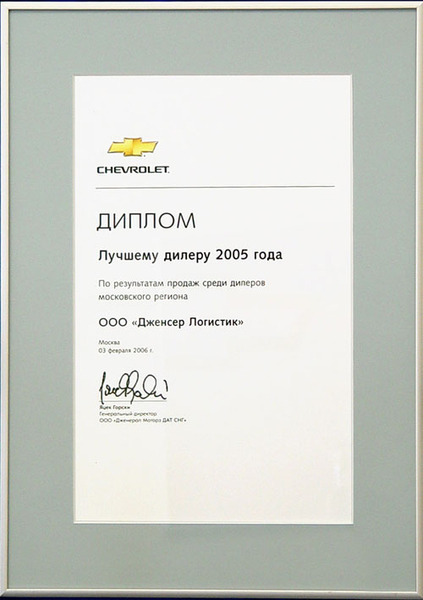 CHEVROLET
ДИПЛОМ
Лучшему дилеру 2005 года
По результатам продаж среди дилеров
московского региона
ООО «Дженсер Логистик»
Москва
03 февраля 2006 г.
Яцек Горски
Генеральный директор
ООО «Дженерал Моторз ДАТ СНГ»